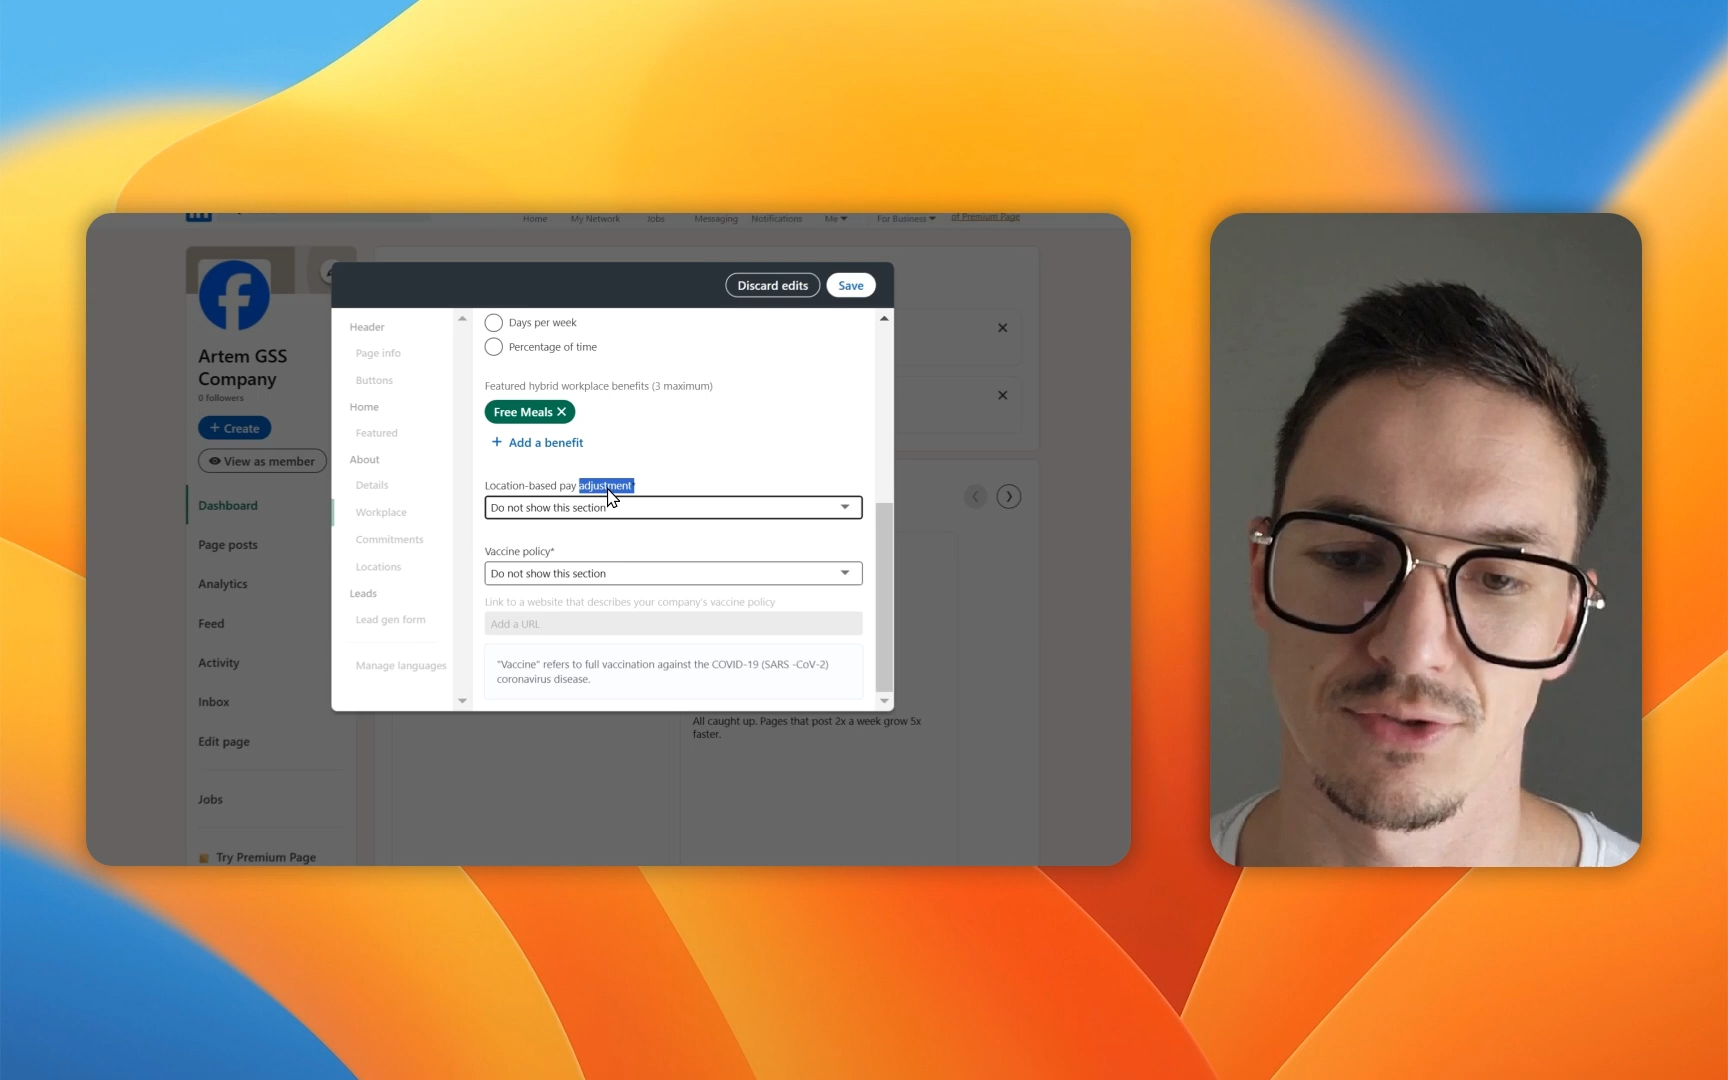 Home
My Network
Jobs
Messaging
Notifications
Me
For Business
of Premium Page
Artem GSS
Company
0 followers
+ Create
View as member
Dashboard
Page posts
Analytics
Feed
Activity
Inbox
Edit page
Jobs
Try Premium Page
Discard edits
Save
Header
Page info
Buttons
Home
Featured
About
Details
Workplace
Commitments
Locations
Leads
Lead gen form
Manage languages
Days per week
Percentage of time
Featured hybrid workplace benefits (3 maximum)
Free Meals
+ Add a benefit
Location-based pay adjustment*
Do not show this section
Vaccine policy*
Do not show this section
Link to a website that describes your company's vaccine policy
Add a URL
"Vaccine" refers to full vaccination against the COVID-19 (SARS -CoV-2)
coronavirus disease.
All caught up. Pages that post 2x a week grow 5x
faster.